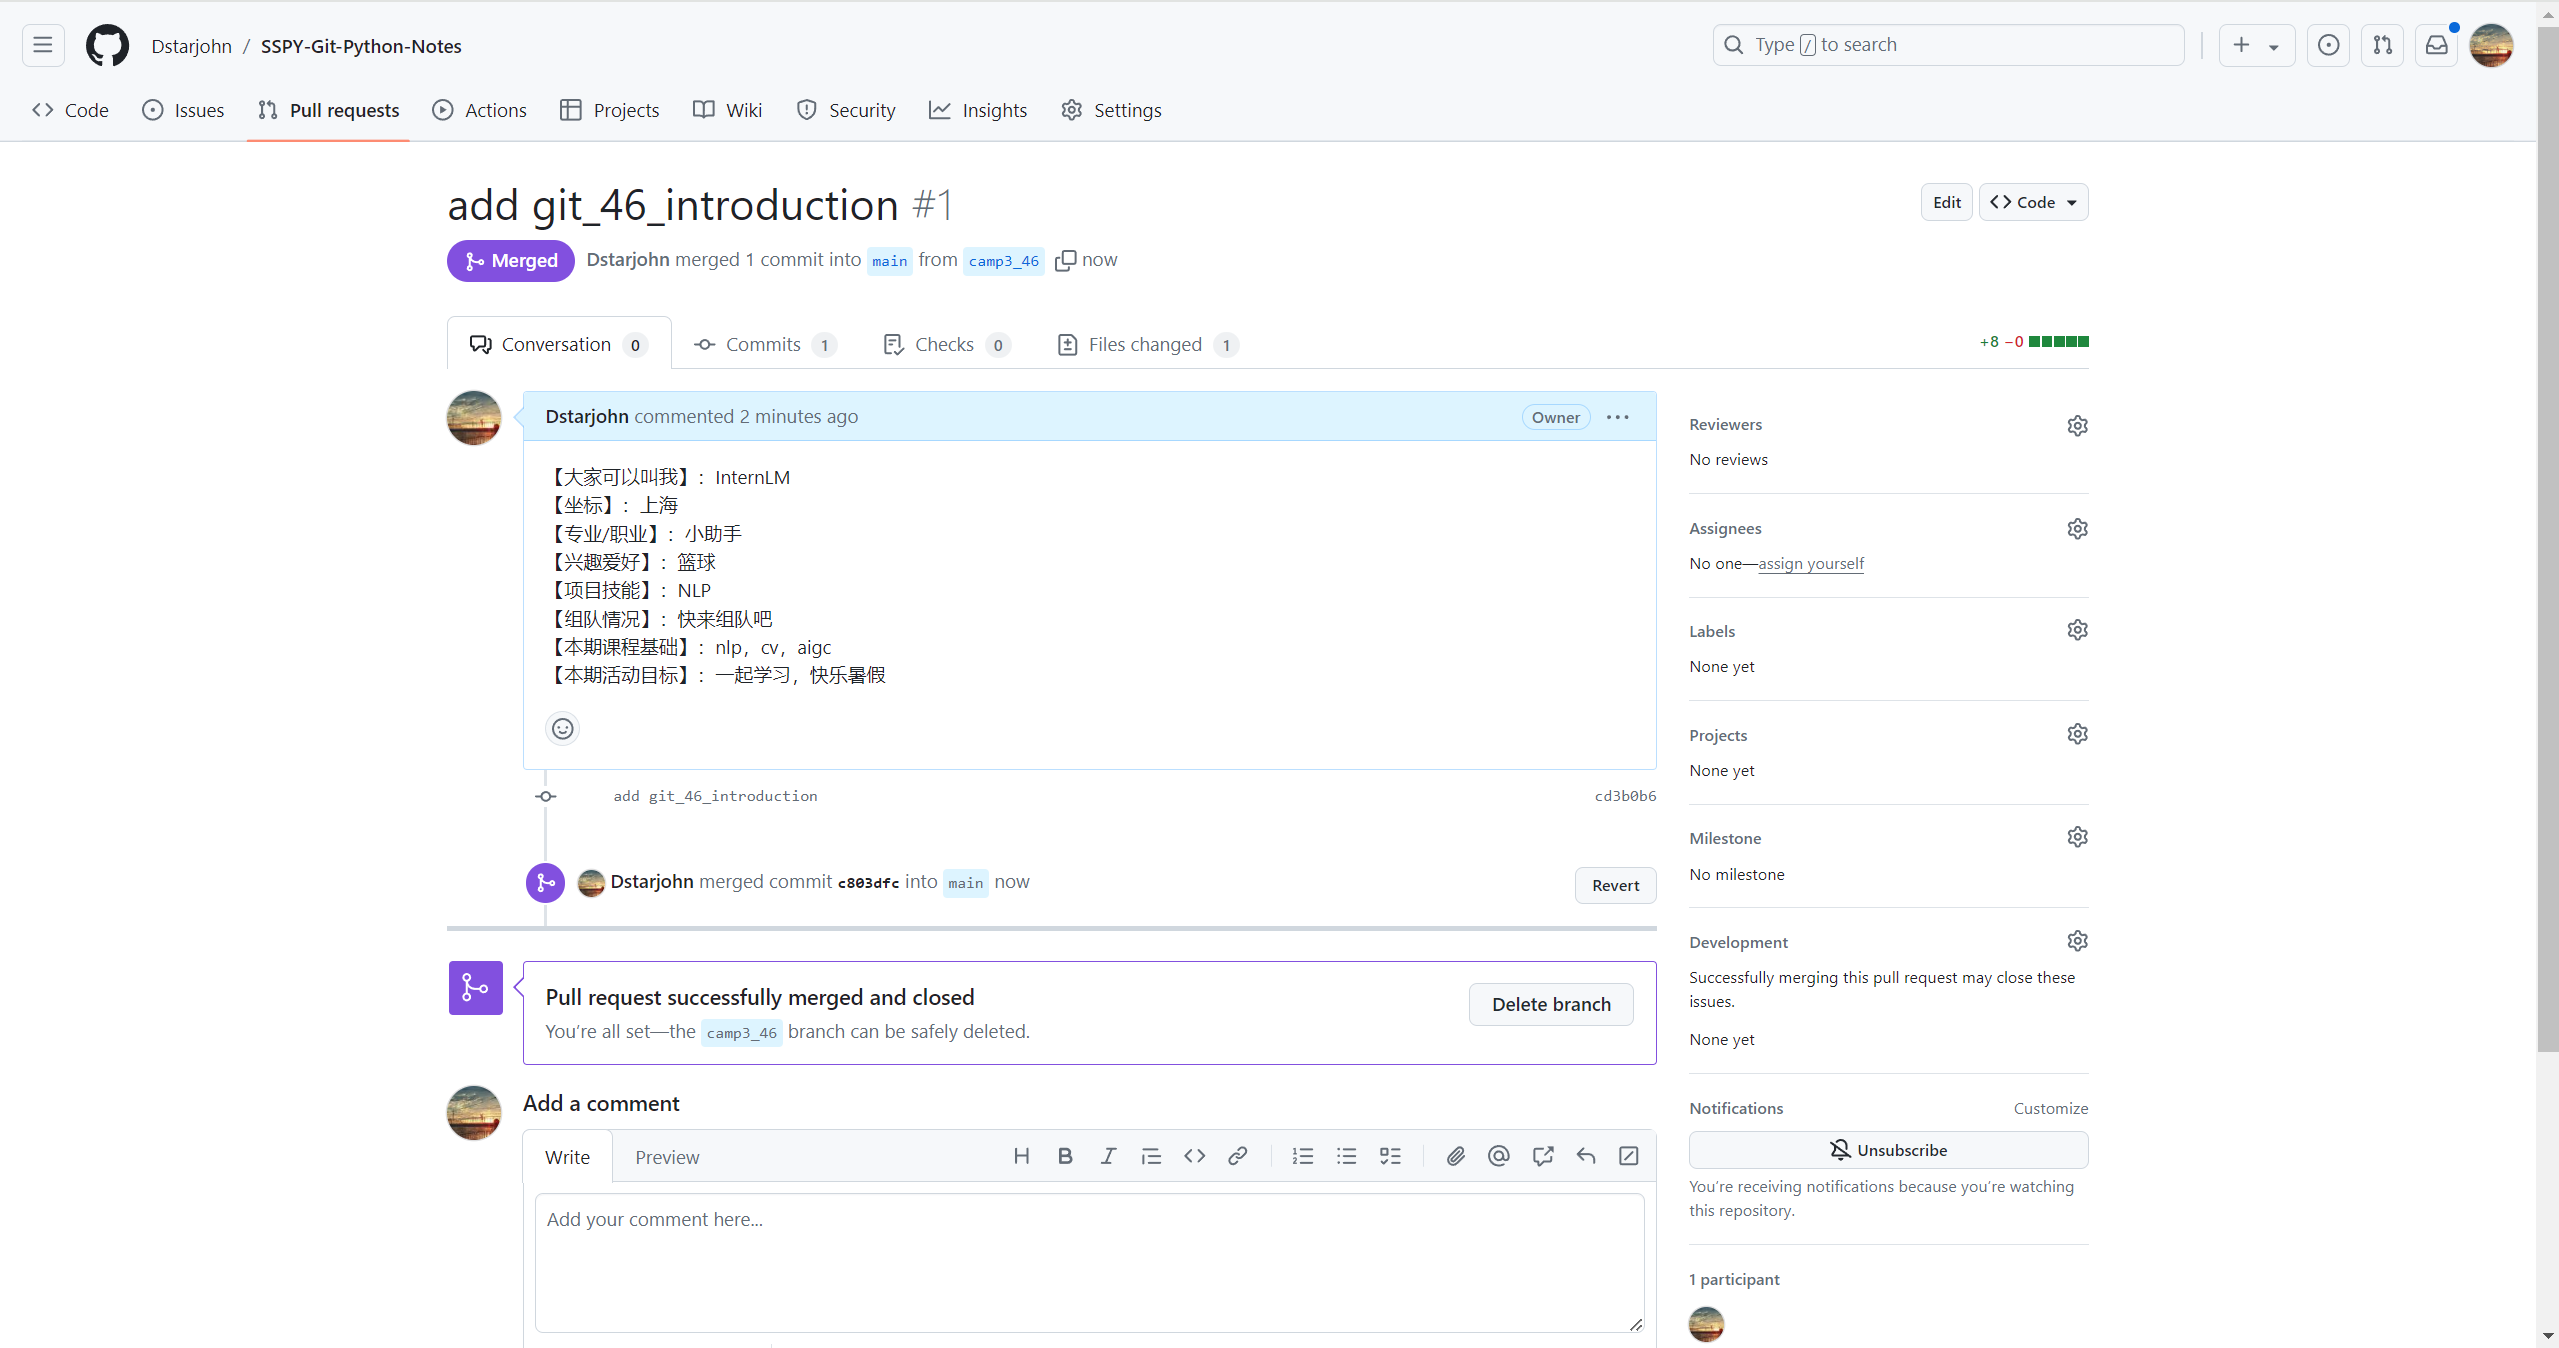 Dstarjohn / SSPY-Git-Python-Notes
Type / to search
Code
Issues
Pull requests
Actions
Projects
Wiki
Security
Insights
Settings
add git_46_introduction #1
Edit
Code
Merged
Dstarjohn merged 1 commit into main from camp3_46 now
Conversation 0
Commits 1
Checks 0
Files changed 1
+8 −0
Dstarjohn commented 2 minutes ago
Owner
【大家可以叫我】：InternLM
【坐标】：上海
【专业/职业】：小助手
【兴趣爱好】：篮球
【项目技能】：NLP
【组队情况】：快来组队吧
【本期课程基础】：nlp，cv，aigc
【本期活动目标】：一起学习，快乐暑假
add git_46_introduction
cd3b0b6
Dstarjohn merged commit c803dfc into main now
Revert
Pull request successfully merged and closed
You’re all set—the camp3_46 branch can be safely deleted.
Delete branch
Add a comment
Write
Preview
Add your comment here...
Reviewers
No reviews
Assignees
No one—assign yourself
Labels
None yet
Projects
None yet
Milestone
No milestone
Development
Successfully merging this pull request may close these
issues.
None yet
Notifications
Customize
Unsubscribe
You’re receiving notifications because you’re watching
this repository.
1 participant